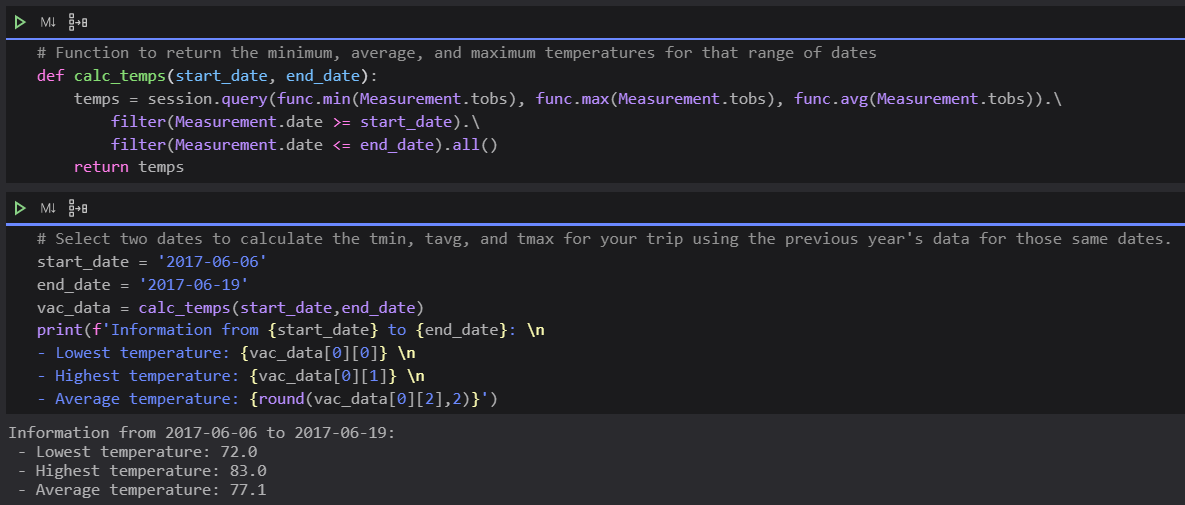 M↓
# Function to return the minimum, average, and maximum temperatures for that range of dates
def calc_temps(start_date, end_date):
    temps = session.query(func.min(Measurement.tobs), func.max(Measurement.tobs), func.avg(Measurement.tobs)).\
        filter(Measurement.date >= start_date).\
        filter(Measurement.date <= end_date).all()
    return temps
M↓
# Select two dates to calculate the tmin, tavg, and tmax for your trip using the previous year's data for those same dates.
start_date = '2017-06-06'
end_date = '2017-06-19'
vac_data = calc_temps(start_date,end_date)
print(f'Information from {start_date} to {end_date}: \n
- Lowest temperature: {vac_data[0][0]} \n
- Highest temperature: {vac_data[0][1]} \n
- Average temperature: {round(vac_data[0][2],2)}')
Information from 2017-06-06 to 2017-06-19:
 - Lowest temperature: 72.0
 - Highest temperature: 83.0
 - Average temperature: 77.1